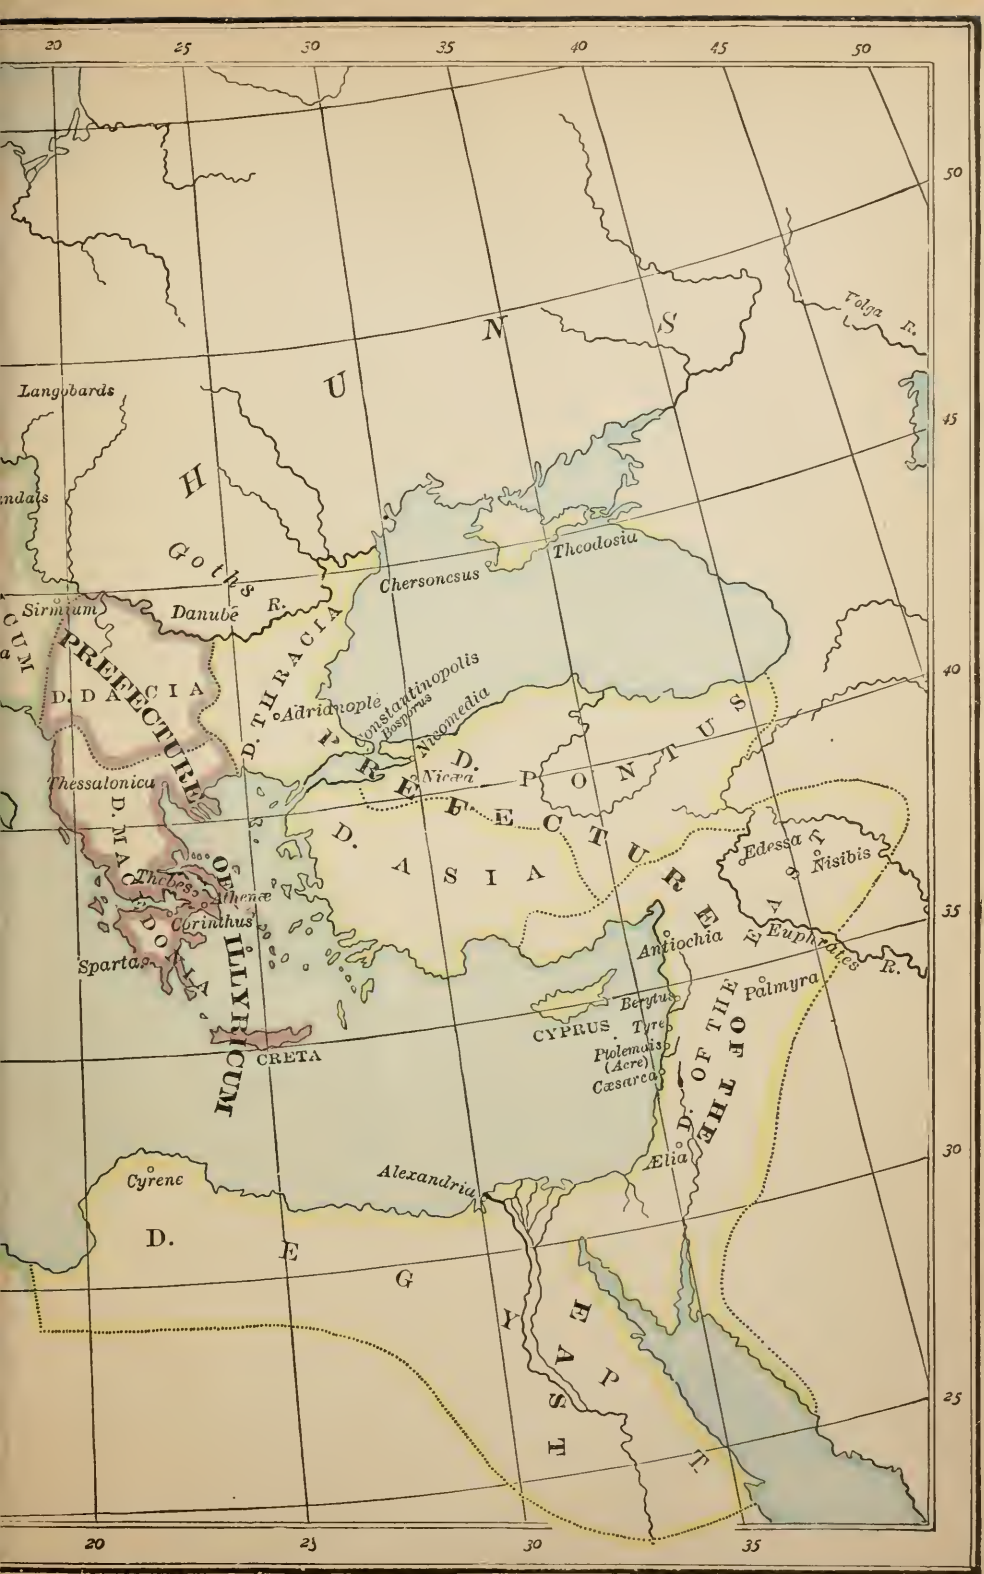 20 25 30 35 40 45 50
50
Volga R.
H U N S
Langobards
45
ndals
Goths
Chersonesus
Theodosia
Sirmium
Danube R.
CUM
a
PREFECTURE OF ILLYRICUM
D. DACIA
D. THRACIA
40
Adrianople
Constantinopolis
Bosporus
Nicomedia
Nicæa
D. PONTUS
PREFECTURE OF THE EAST
Thessalonica
D. MACEDONIA
D. ASIA
Edessa
Nisibis
Thebes
Athenæ
Corinthus
Sparta
35
Antiochia
Euphrates R.
Palmyra
D. OF THE EAST
CYPRUS
Berytus
Tyre
Ptolemais
(Acre)
Cæsarea
CRETA
30
Ælia
Cyrene
Alexandria
D. EGYPT.
25
20 25 30 35